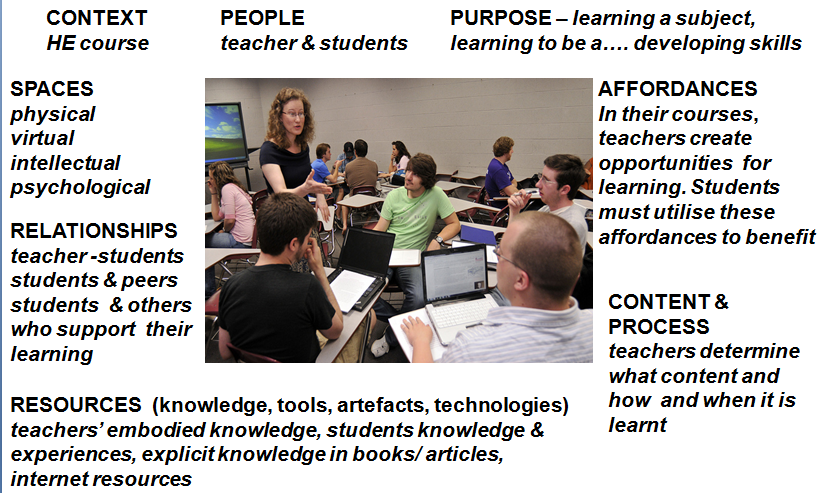 CONTEXT
HE course
PEOPLE
teacher & students
PURPOSE – learning a subject,
learning to be a…. developing skills
SPACES
physical
virtual
intellectual
psychological
RELATIONSHIPS
teacher -students
students & peers
students & others
who support their
learning
AFFORDANCES
In their courses,
teachers create
opportunities for
learning. Students
must utilise these
affordances to benefit
CONTENT &
PROCESS
teachers determine
what content and
how and when it is
learnt
RESOURCES (knowledge, tools, artefacts, technologies)
teachers’ embodied knowledge, students knowledge &
experiences, explicit knowledge in books/ articles,
internet resources